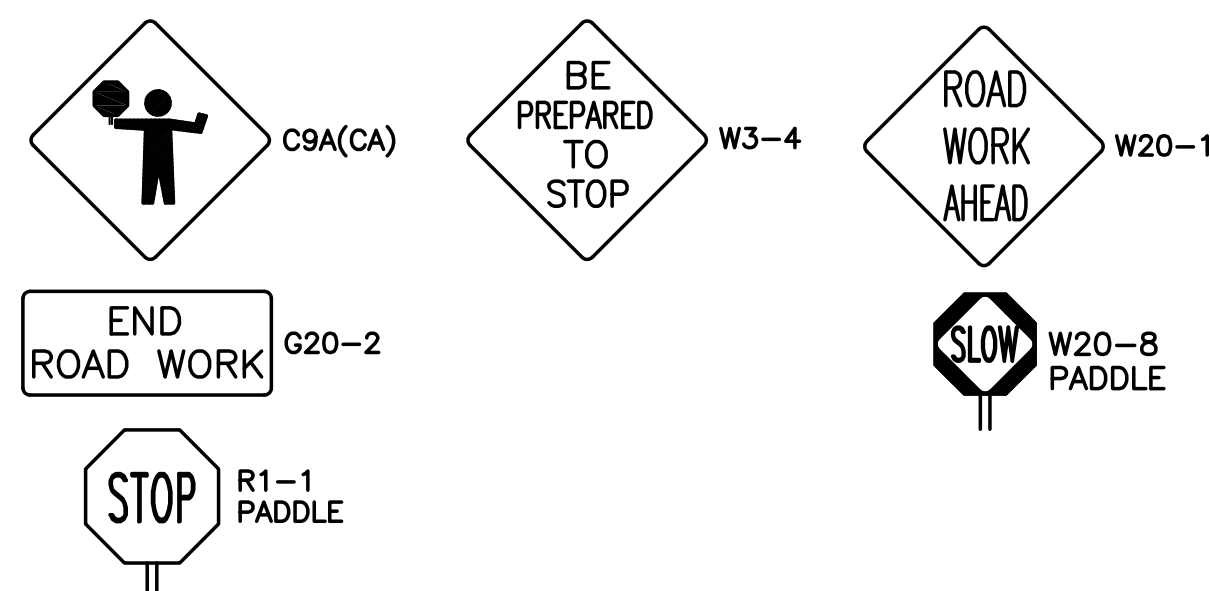 C9A(CA)
BE
PREPARED
TO
STOP
W3-4
ROAD
WORK
AHEAD
W20-1
END
ROAD WORK
G20-2
SLOW
W20-8
PADDLE
STOP
R1-1
PADDLE